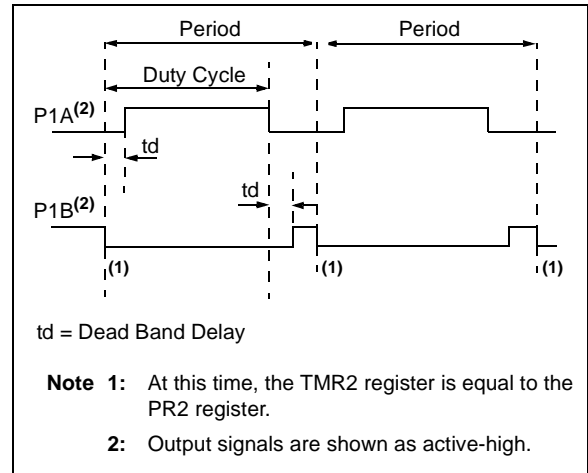 Period Period
Duty Cycle
P1A(2)
td
td
P1B(2)
(1) (1) (1)
td = Dead Band Delay
Note 1: At this time, the TMR2 register is equal to the
PR2 register.
2: Output signals are shown as active-high.